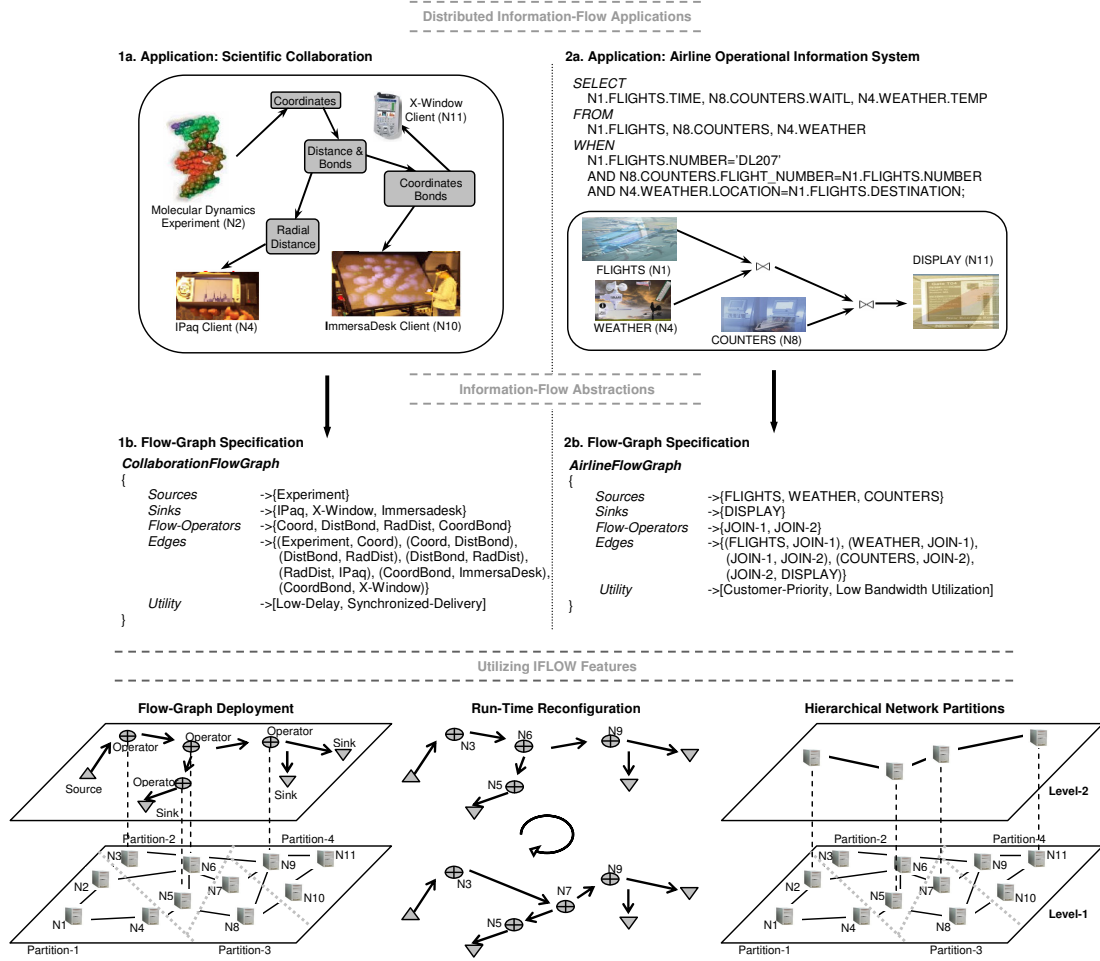 Distributed Information-Flow Applications
1a. Application: Scientific Collaboration
Coordinates
X-Window
Client (N11)
Distance &
Bonds
Coordinates
Bonds
Molecular Dynamics
Experiment (N2)
Radial
Distance
IPaq Client (N4)
ImmersaDesk Client (N10)
2a. Application: Airline Operational Information System
SELECT
N1.FLIGHTS.TIME, N8.COUNTERS.WAITL, N4.WEATHER.TEMP
FROM
N1.FLIGHTS, N8.COUNTERS, N4.WEATHER
WHEN
N1.FLIGHTS.NUMBER='DL207'
AND N8.COUNTERS.FLIGHT_NUMBER=N1.FLIGHTS.NUMBER
AND N4.WEATHER.LOCATION=N1.FLIGHTS.DESTINATION;
FLIGHTS (N1)
DISPLAY (N11)
WEATHER (N4)
COUNTERS (N8)
Information-Flow Abstractions
1b. Flow-Graph Specification
CollaborationFlowGraph
{
Sources ->{Experiment}
Sinks ->{IPaq, X-Window, Immersadesk}
Flow-Operators ->{Coord, DistBond, RadDist, CoordBond}
Edges ->{(Experiment, Coord), (Coord, DistBond),
(DistBond, RadDist), (DistBond, RadDist),
(RadDist, IPaq), (CoordBond, ImmersaDesk),
(CoordBond, X-Window)}
Utility ->[Low-Delay, Synchronized-Delivery]
}
2b. Flow-Graph Specification
AirlineFlowGraph
{
Sources ->{FLIGHTS, WEATHER, COUNTERS}
Sinks ->{DISPLAY}
Flow-Operators ->{JOIN-1, JOIN-2}
Edges ->{(FLIGHTS, JOIN-1), (WEATHER, JOIN-1),
(JOIN-1, JOIN-2), (COUNTERS, JOIN-2),
(JOIN-2, DISPLAY)}
Utility ->[Customer-Priority, Low Bandwidth Utilization]
}
Utilizing IFLOW Features
Flow-Graph Deployment
Operator
Operator
Operator
Sink
Source
Operator
Sink
Sink
Partition-2
Partition-4
N3
N6
N9
N11
N2
N7
N5
N10
N1
N4
N8
Partition-1
Partition-3
Run-Time Reconfiguration
N3
N6
N9
N5
N3
N9
N7
N5
Hierarchical Network Partitions
Level-2
Partition-2
Partition-4
N3
N6
N9
N11
N2
N7
N5
N10
N1
N4
N8
Level-1
Partition-1
Partition-3